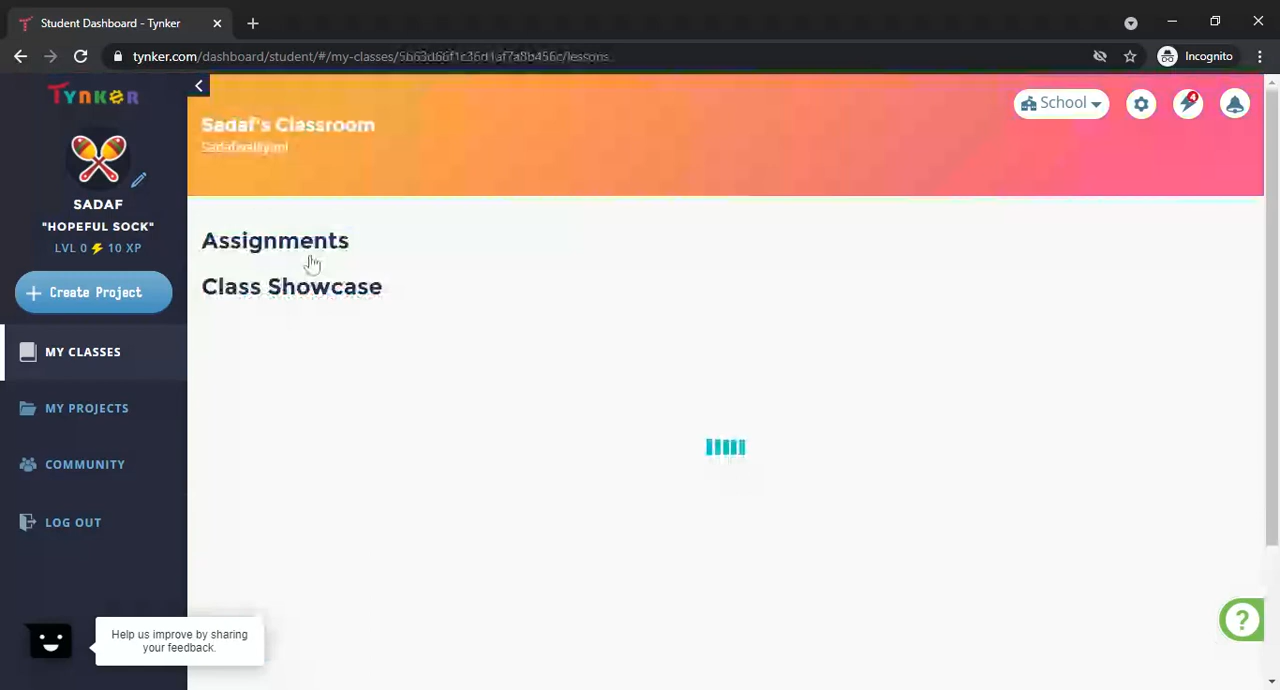 Student Dashboard - Tynker
tynker.com/dashboard/student/#/my-classes/
/lessons
Incognito
TYNKER
School
4
Sadaf's Classroom
SADAF
"HOPEFUL SOCK"
LVL 0 10 XP
Assignments
Create Project
Class Showcase
MY CLASSES
MY PROJECTS
COMMUNITY
LOG OUT
Help us improve by sharing
your feedback.
?